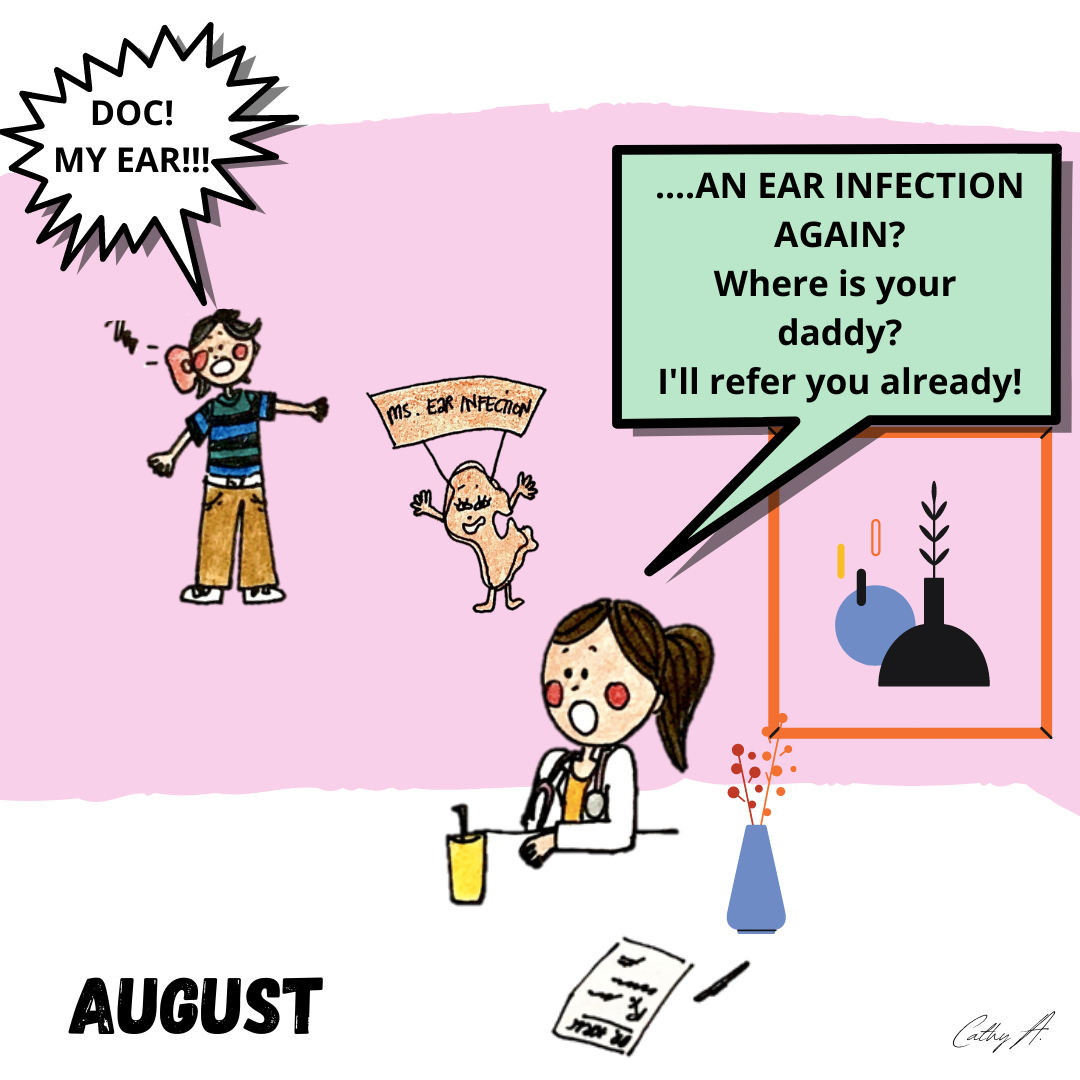 DOC!
MY EAR!!!
....AN EAR INFECTION
AGAIN?
Where is your
daddy?
I'll refer you already!
MS. EAR INFECTION
Rx
AUGUST
Cathy A.